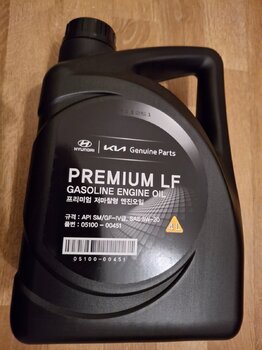 HYUNDAI KIA Genuine Parts
PREMIUM LF
GASOLINE ENGINE OIL
프리미엄 저마찰형 엔진오일
규격 : API SM/GF-IV급, SAE 5W-20
품번 : 05100 - 00451
05100-00451